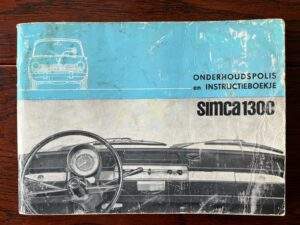 ONDERHOUDSPOLIS
en INSTRUCTIEBOEKJE
SIMCA 1300